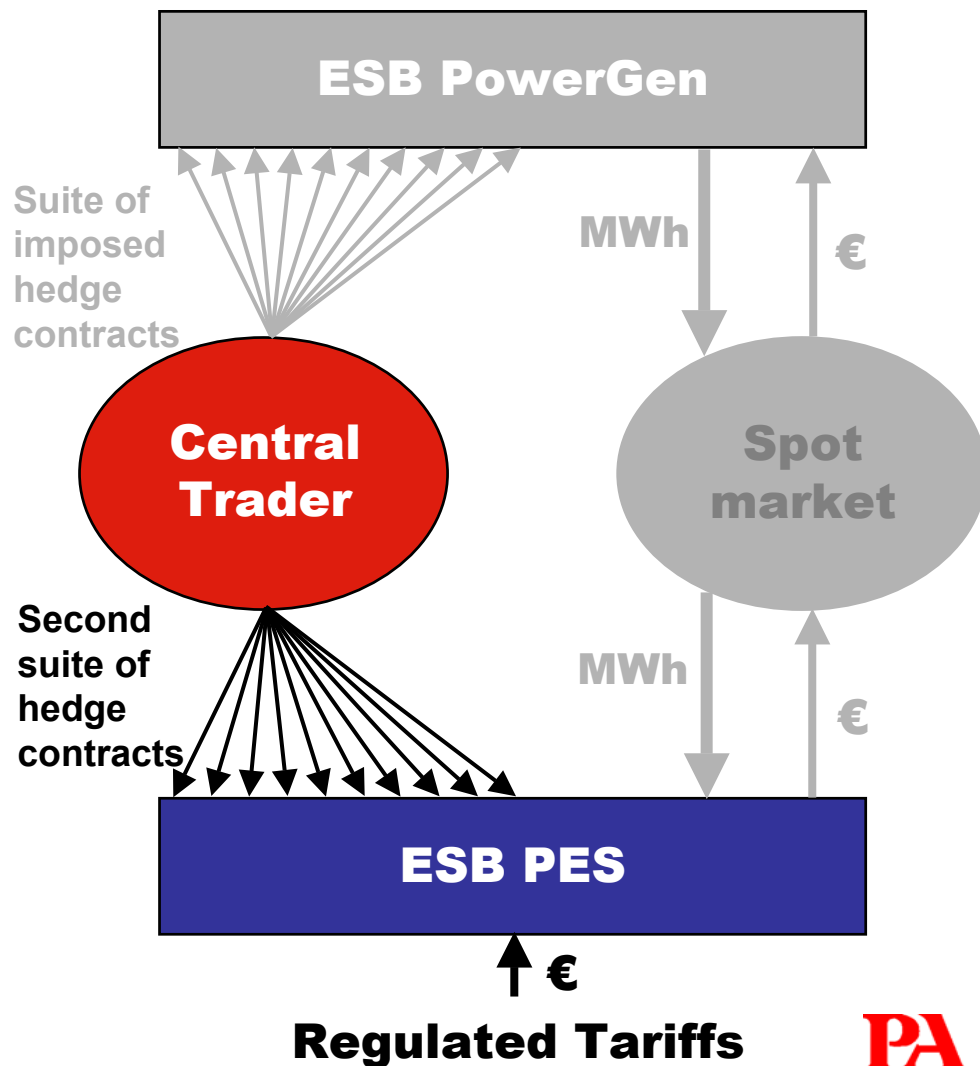 ESB PowerGen
Suite of
imposed
hedge
contracts
MWh
€
Central
Trader
Spot
market
Second
suite of
hedge
contracts
MWh
€
ESB PES
€
Regulated Tariffs
PA